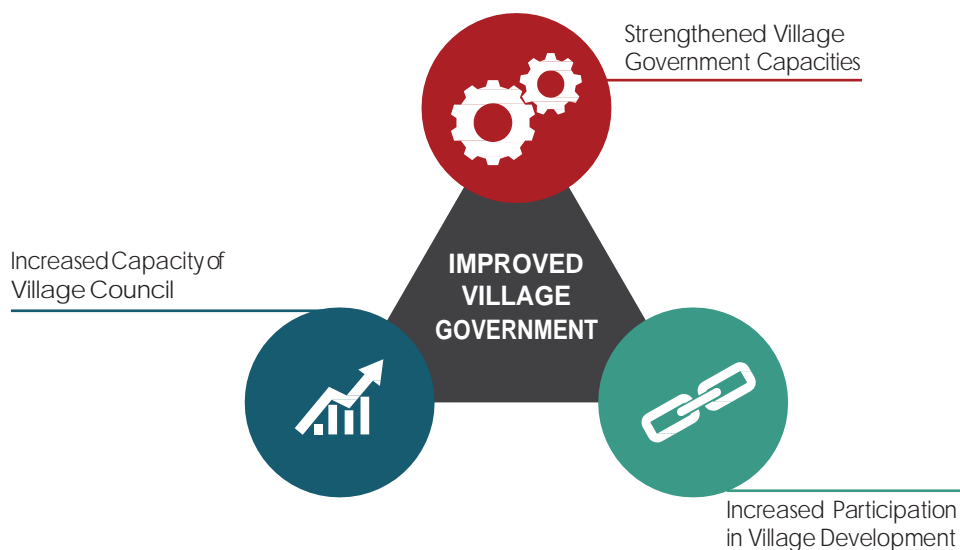 Strengthened Village
Government Capacities
Increased Capacity of
Village Council
IMPROVED
VILLAGE
GOVERNMENT
Increased Participation
in Village Development